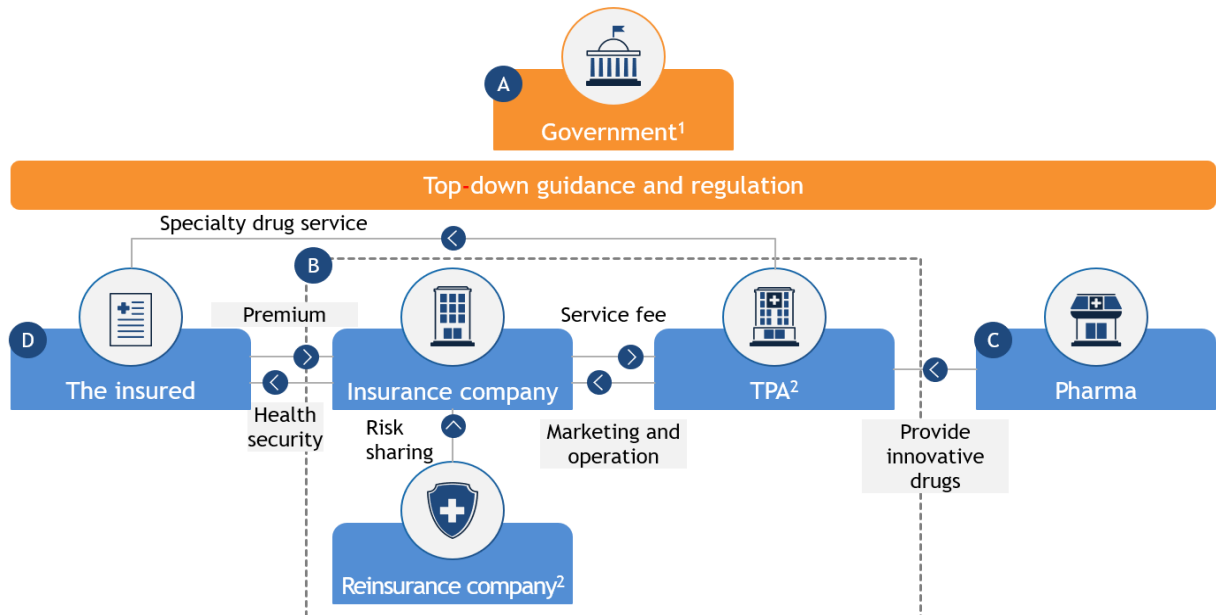 A
Government¹
Top-down guidance and regulation
Specialty drug service
B
D
The insured
Premium
Health
security
Insurance company
Risk
sharing
Service fee
Marketing and
operation
TPA²
Provide
innovative
drugs
C
Pharma
Reinsurance company²